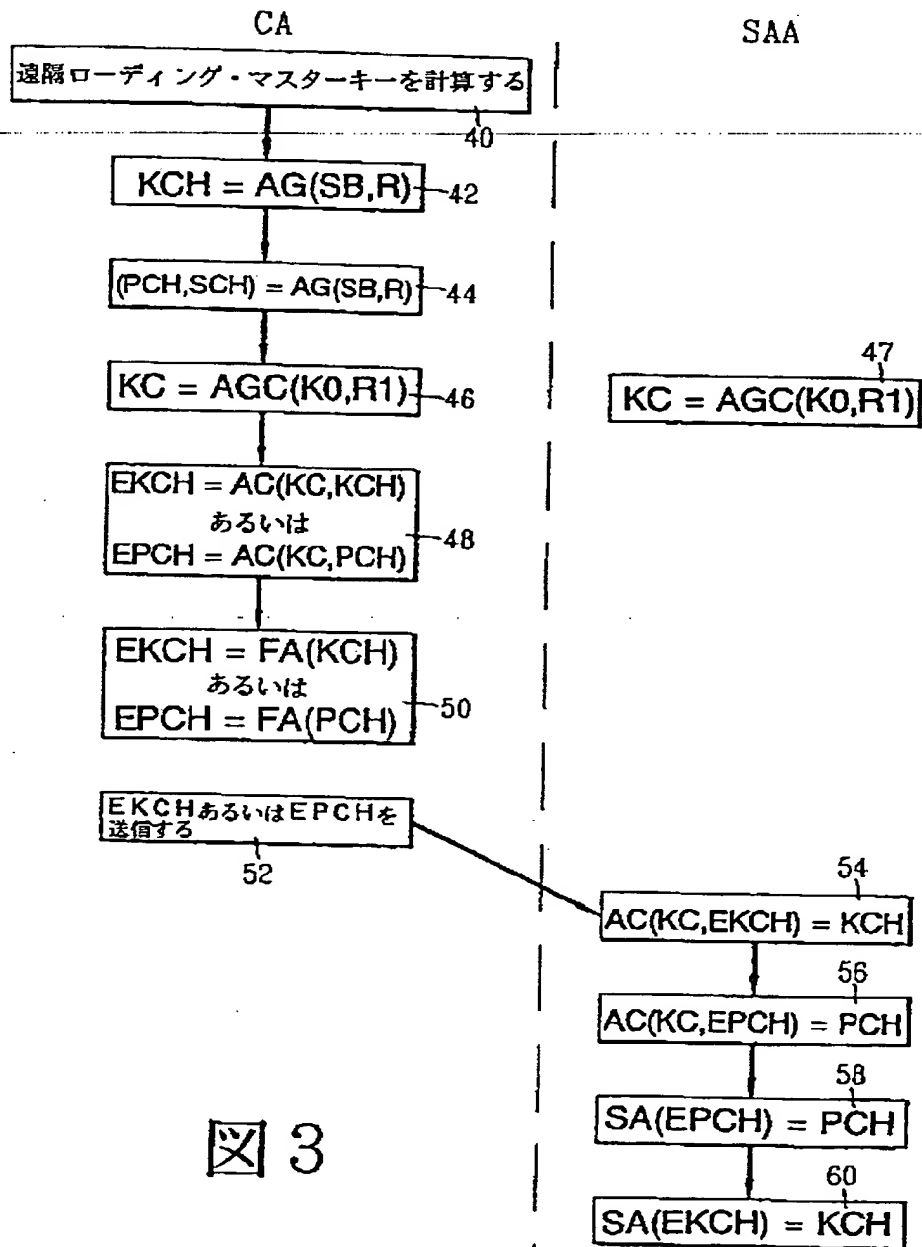 CA
SAA
遠隔ローディング・マスターキーを計算する
40
KCH = AG(SB,R)
42
(PCH,SCH) = AG(SB,R)
44
KC = AGC(K0,R1)
46
47
KC = AGC(K0,R1)
EKCH = AC(KC,KCH)
あるいは
EPCH = AC(KC,PCH)
48
EKCH = FA(KCH)
あるいは
EPCH = FA(PCH)
50
EKCHあるいはEPCHを
送信する
52
54
AC(KC,EKCH) = KCH
56
AC(KC,EPCH) = PCH
58
SA(EPCH) = PCH
60
SA(EKCH) = KCH
図 3